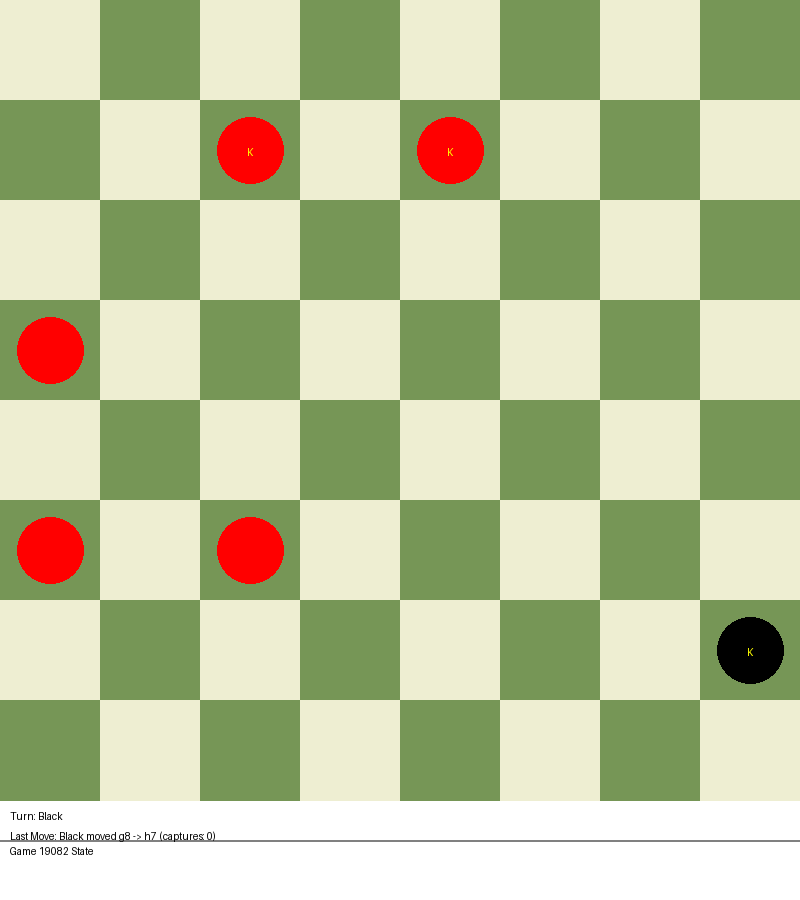 K K
K
Turn: Black
Last Move: Black moved g8 -> h7 (captures: 0)
Game 19082 State